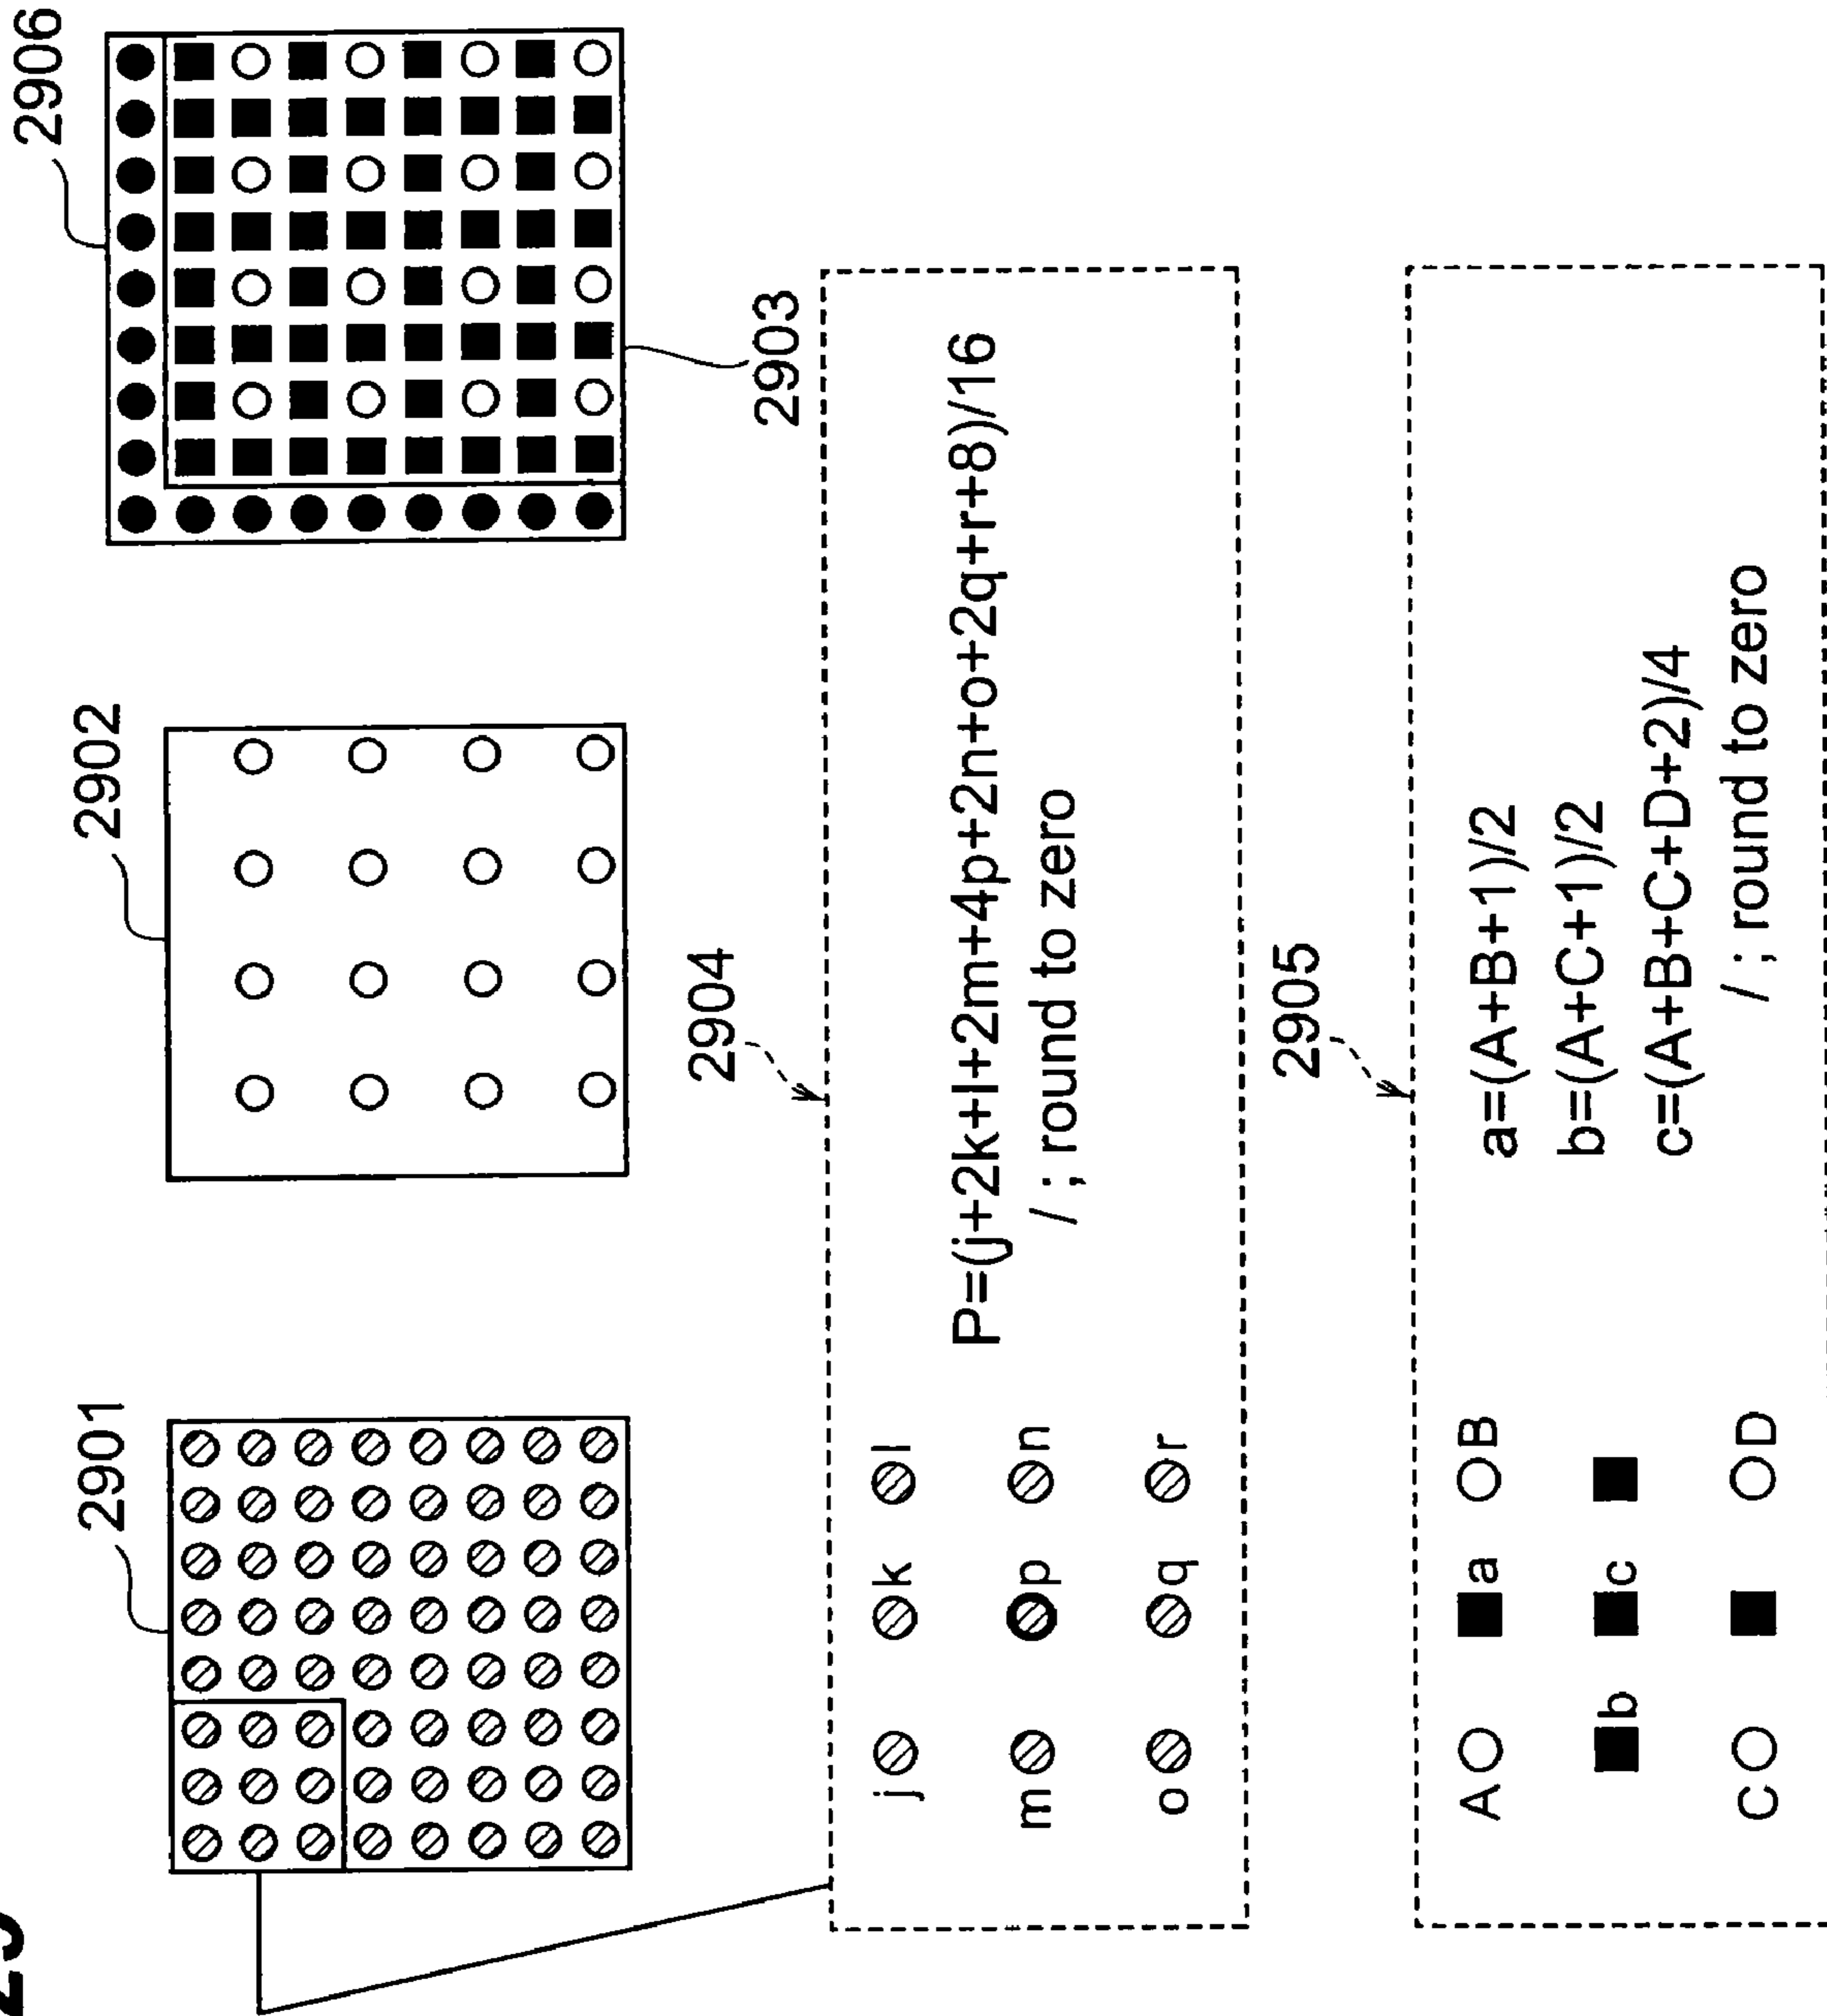 29
2901
2902
2906
2903
2904
j k l
m p n
o q r
P=(j+2k+l+2m+4p+2n+o+2q+r+8)/16
/ ; round to zero
2905
A a B
b c
C D
a=(A+B+1)/2
b=(A+C+1)/2
c=(A+B+C+D+2)/4
/ ; round to zero